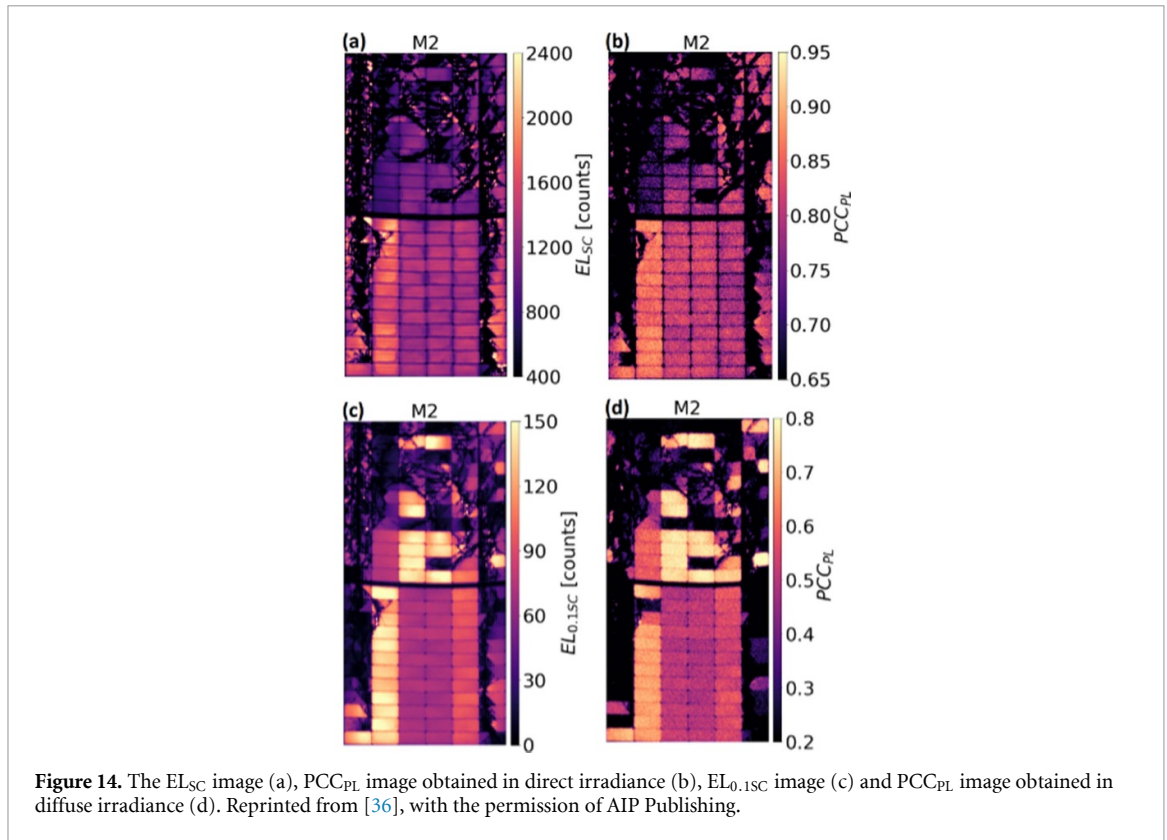 (a) M2
2400
2000
1600
1200
800
400
EL_SC [counts]
(b) M2
0.95
0.90
0.85
0.80
0.75
0.70
0.65
PCC_PL
(c) M2
150
120
90
60
30
0
EL_0.1SC [counts]
(d) M2
0.8
0.7
0.6
0.5
0.4
0.3
0.2
PCC_PL
Figure 14. The EL_SC image (a), PCC_PL image obtained in direct irradiance (b), EL_0.1SC image (c) and PCC_PL image obtained in
diffuse irradiance (d). Reprinted from [36], with the permission of AIP Publishing.